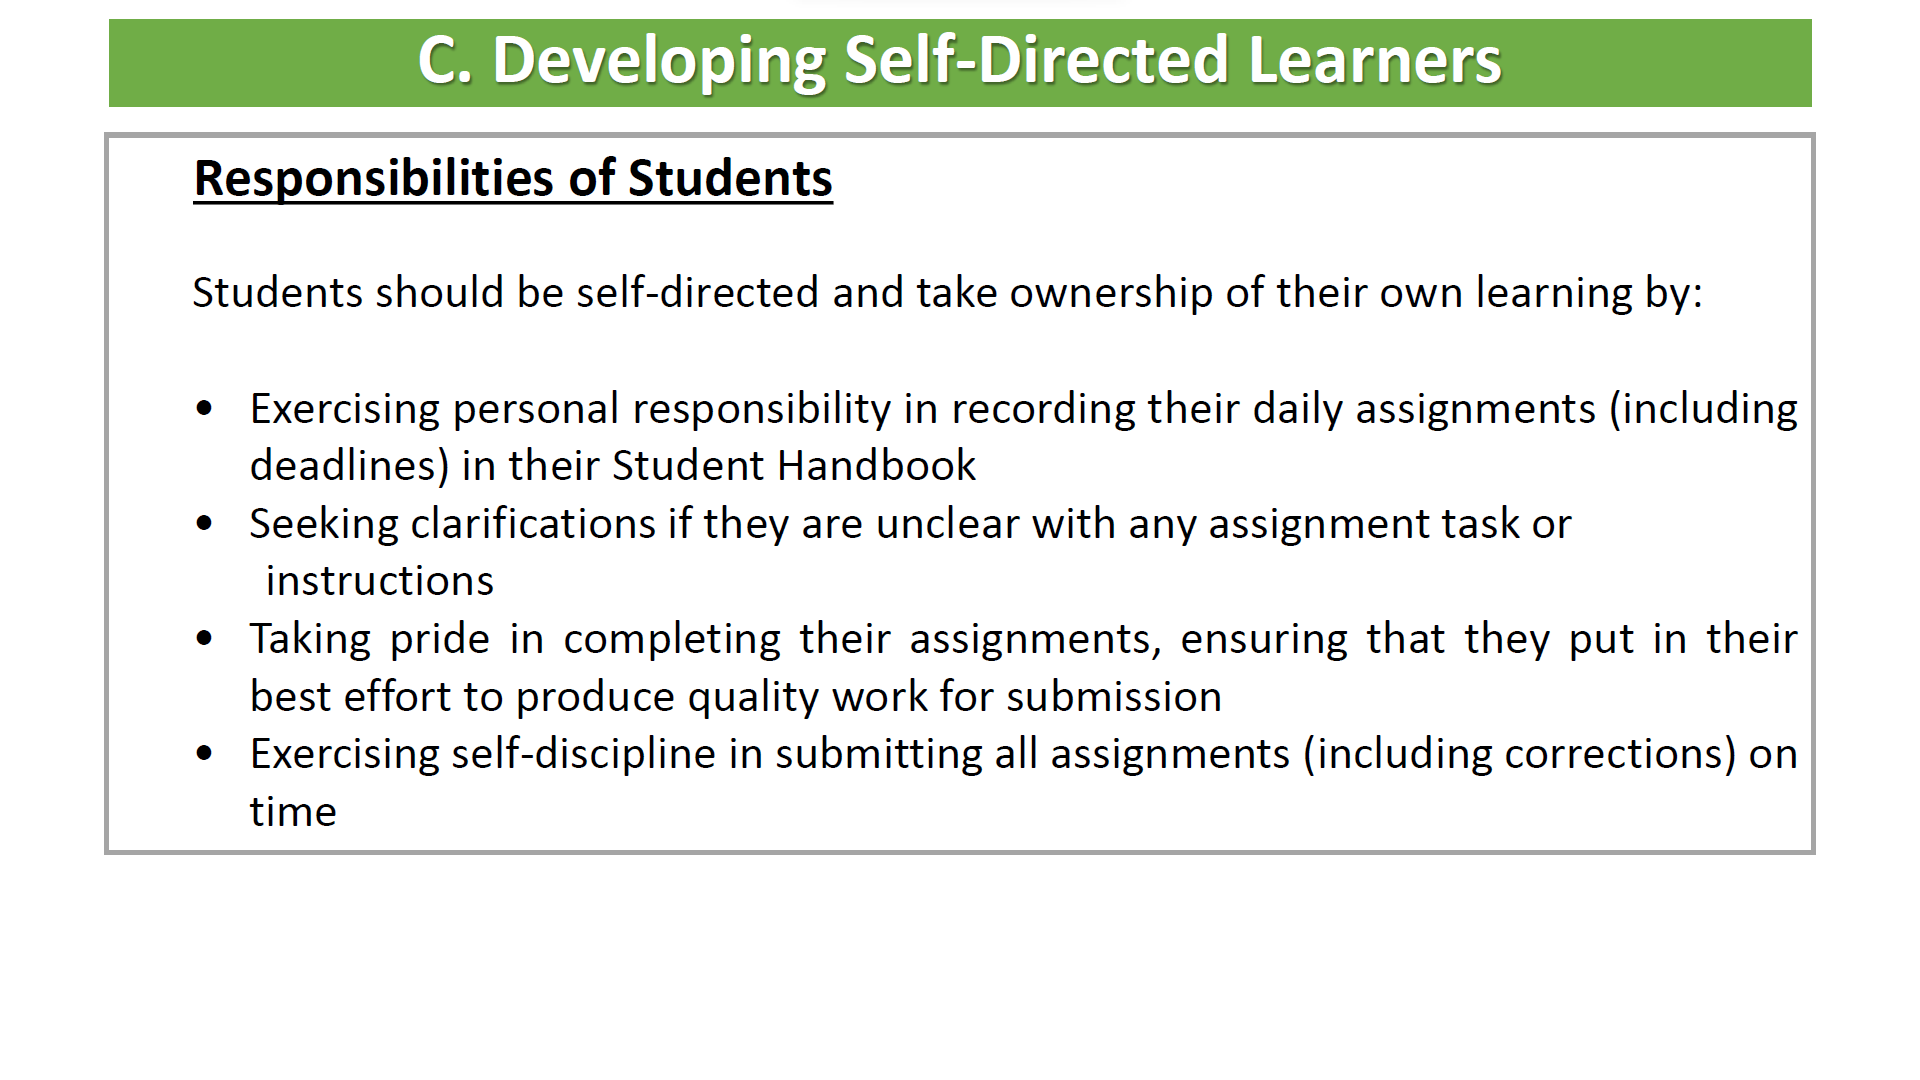 C. Developing Self-Directed Learners
Responsibilities of Students
Students should be self-directed and take ownership of their own learning by:
• Exercising personal responsibility in recording their daily assignments (including
deadlines) in their Student Handbook
• Seeking clarifications if they are unclear with any assignment task or
instructions
• Taking pride in completing their assignments, ensuring that they put in their
best effort to produce quality work for submission
• Exercising self-discipline in submitting all assignments (including corrections) on
time